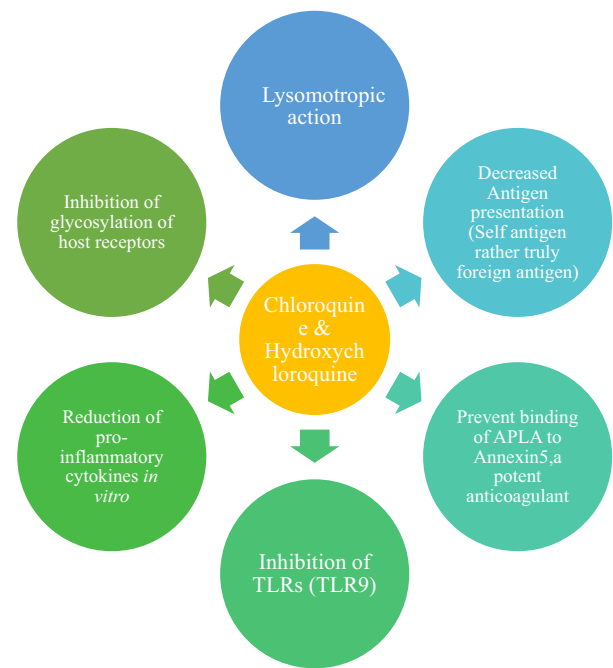 Lysomotropic
action
Decreased
Antigen
presentation
(Self antigen
rather truly
foreign antigen)
Prevent binding
of APLA to
Annexin5,a
potent
anticoagulant
Inhibition of
TLRs (TLR9)
Reduction of
pro-
inflammatory
cytokines in
vitro
Inhibition of
glycosylation of
host receptors
Chloroquin
e &
Hydroxych
loroquine